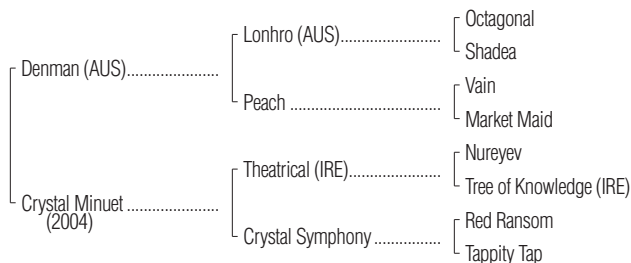 Octagonal
Lonhro (AUS)
Shadea
Denman (AUS)
Vain
Peach
Market Maid
Nureyev
Theatrical (IRE)
Tree of Knowledge (IRE)
Crystal Minuet
(2004)
Red Ransom
Crystal Symphony
Tappity Tap